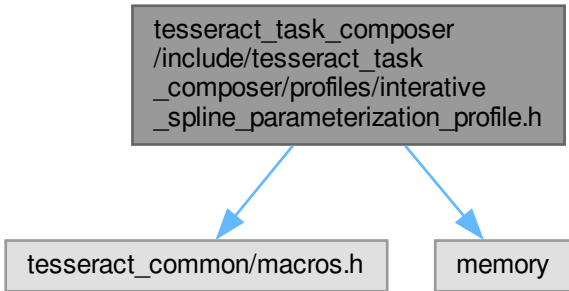 tesseract_task_composer
/include/tesseract_task
_composer/profiles/interative
_spline_parameterization_profile.h
tesseract_common/macros.h
memory